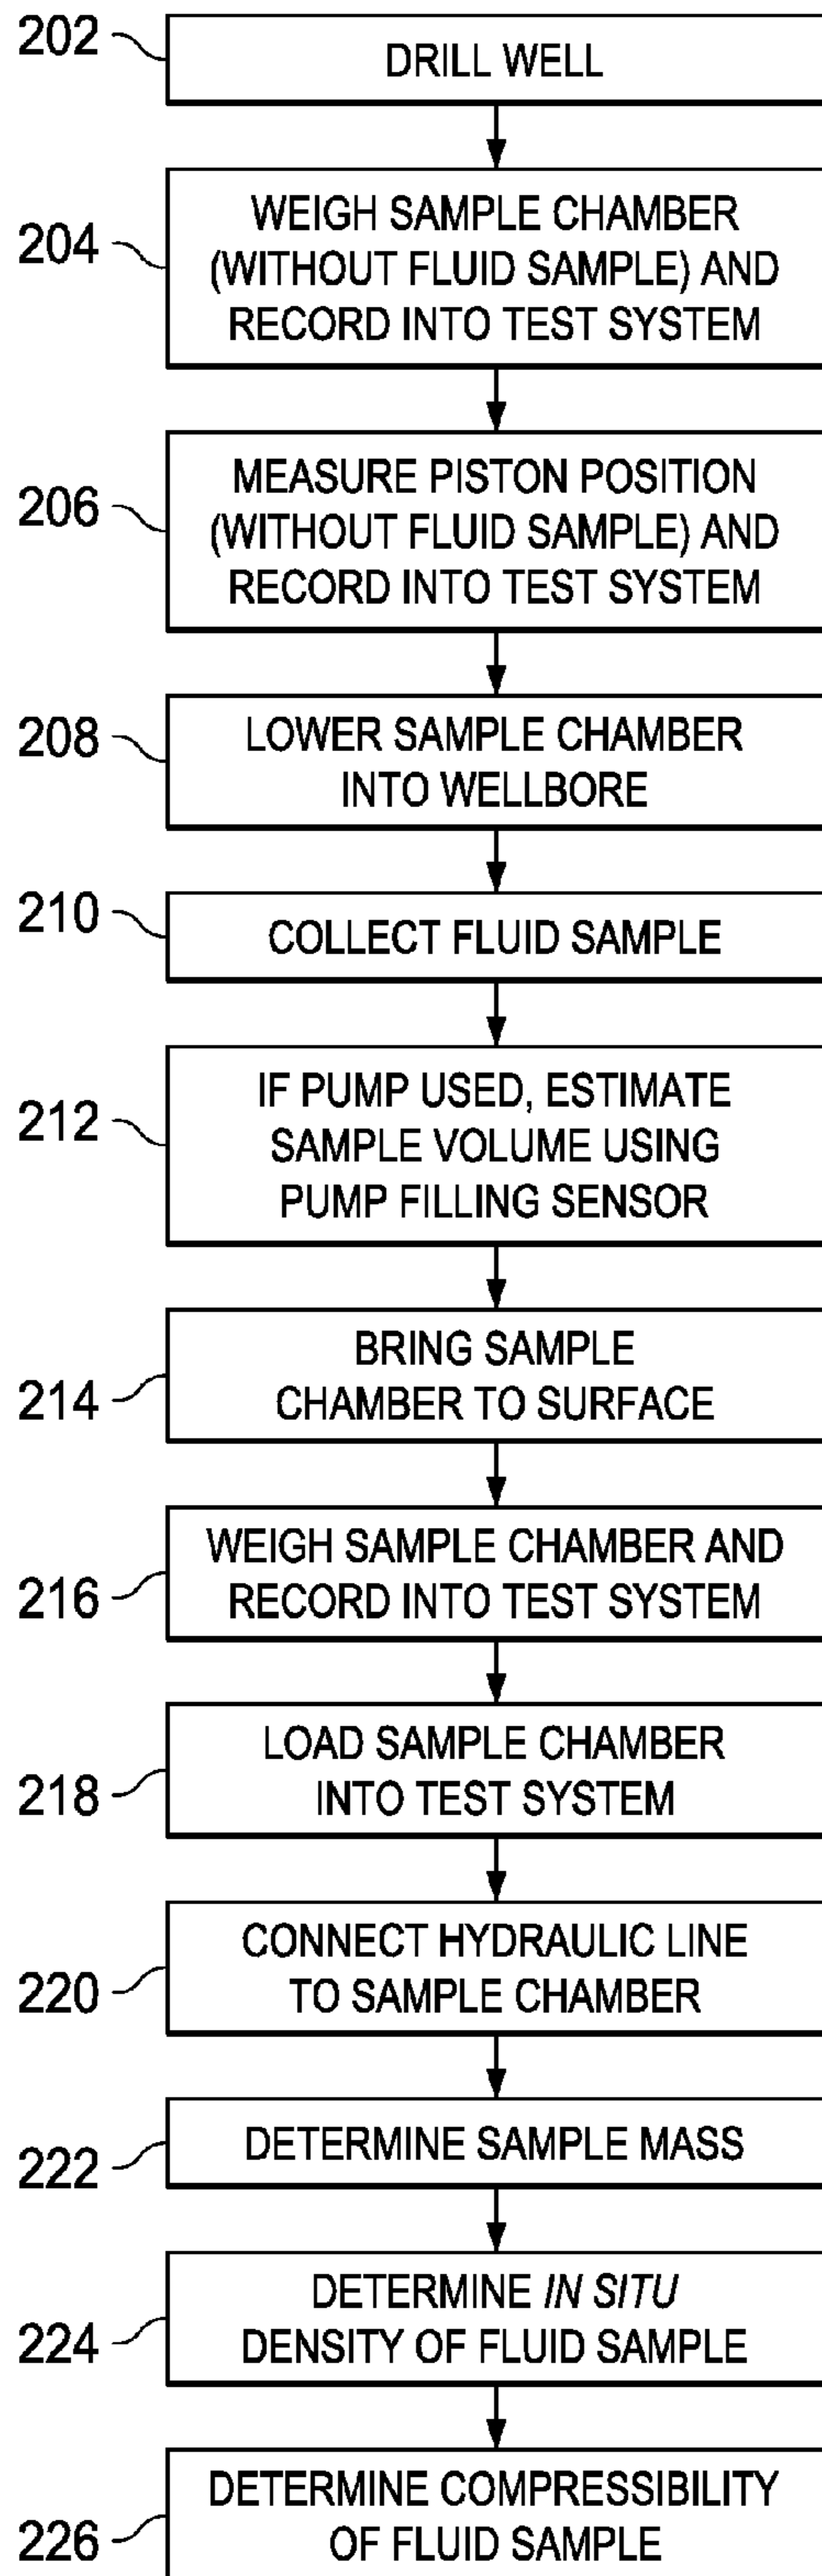 202
DRILL WELL
204
WEIGH SAMPLE CHAMBER
(WITHOUT FLUID SAMPLE) AND
RECORD INTO TEST SYSTEM
206
MEASURE PISTON POSITION
(WITHOUT FLUID SAMPLE) AND
RECORD INTO TEST SYSTEM
208
LOWER SAMPLE CHAMBER
INTO WELLBORE
210
COLLECT FLUID SAMPLE
212
IF PUMP USED, ESTIMATE
SAMPLE VOLUME USING
PUMP FILLING SENSOR
214
BRING SAMPLE
CHAMBER TO SURFACE
216
WEIGH SAMPLE CHAMBER AND
RECORD INTO TEST SYSTEM
218
LOAD SAMPLE CHAMBER
INTO TEST SYSTEM
220
CONNECT HYDRAULIC LINE
TO SAMPLE CHAMBER
222
DETERMINE SAMPLE MASS
224
DETERMINE IN SITU
DENSITY OF FLUID SAMPLE
226
DETERMINE COMPRESSIBILITY
OF FLUID SAMPLE